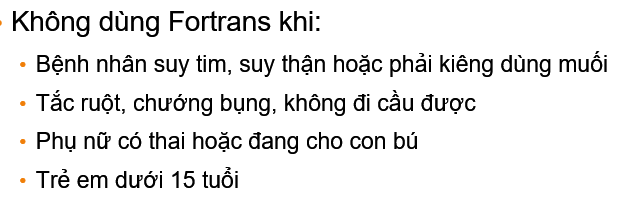 Không dùng Fortrans khi:
Bệnh nhân suy tim, suy thận hoặc phải kiêng dùng muối
Tắc ruột, chướng bụng, không đi cầu được
Phụ nữ có thai hoặc đang cho con bú
Trẻ em dưới 15 tuổi